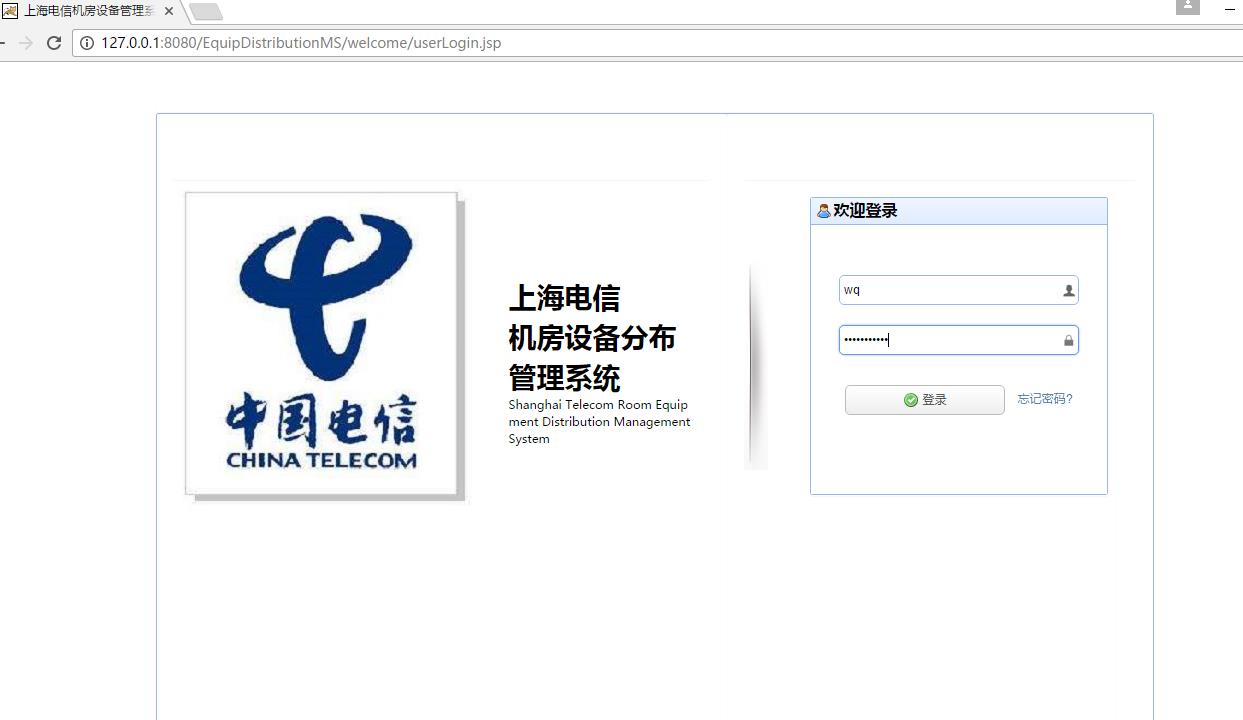 上海电信机房设备管理系
127.0.0.1:8080/EquipDistributionMS/welcome/userLogin.jsp
中国电信
CHINA TELECOM
上海电信
机房设备分布
管理系统
Shanghai Telecom Room Equip
ment Distribution Management
System
欢迎登录
wq
•••••••••••
登录 忘记密码?